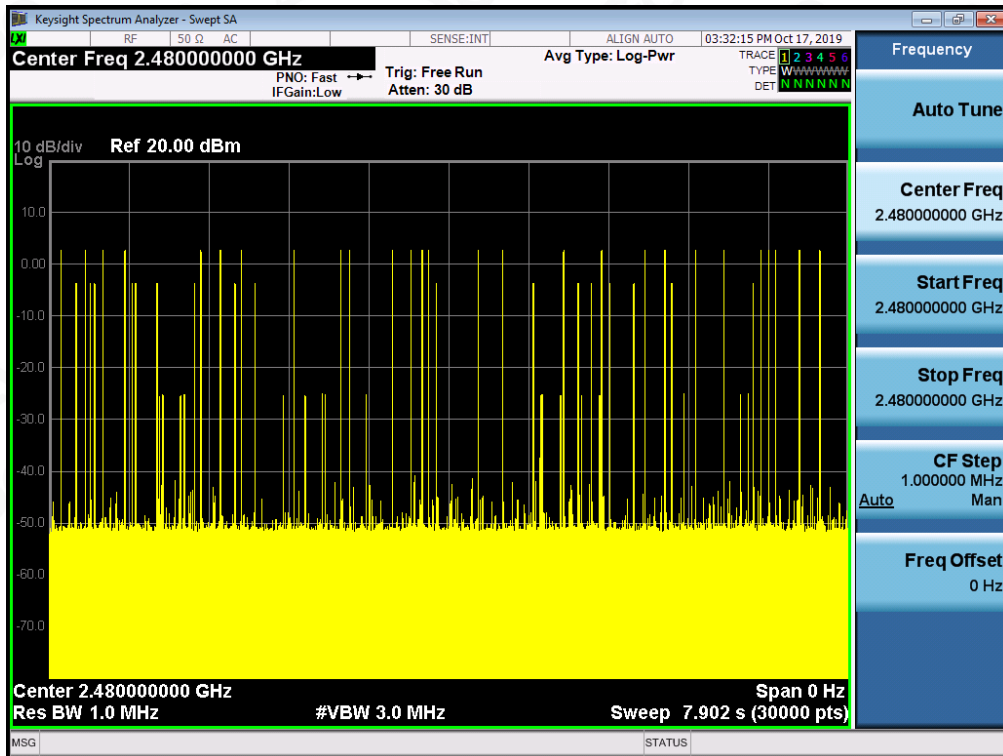 Keysight Spectrum Analyzer - Swept SA
LXI RF 50 Ω AC SENSE:INT ALIGN AUTO 03:32:15 PM Oct 17, 2019
Center Freq 2.480000000 GHz
PNO: Fast
IFGain:Low
Trig: Free Run
Atten: 30 dB
Avg Type: Log-Pwr
TRACE 1 2 3 4 5 6
TYPE WWWWWW
DET N N N N N N
10 dB/div Ref 20.00 dBm
Log
10.0
0.00
-10.0
-20.0
-30.0
-40.0
-50.0
-60.0
-70.0
Center 2.480000000 GHz Span 0 Hz
Res BW 1.0 MHz #VBW 3.0 MHz Sweep 7.902 s (30000 pts)
MSG STATUS
Frequency
Auto Tune
Center Freq
2.480000000 GHz
Start Freq
2.480000000 GHz
Stop Freq
2.480000000 GHz
CF Step
1.000000 MHz
Auto Man
Freq Offset
0 Hz